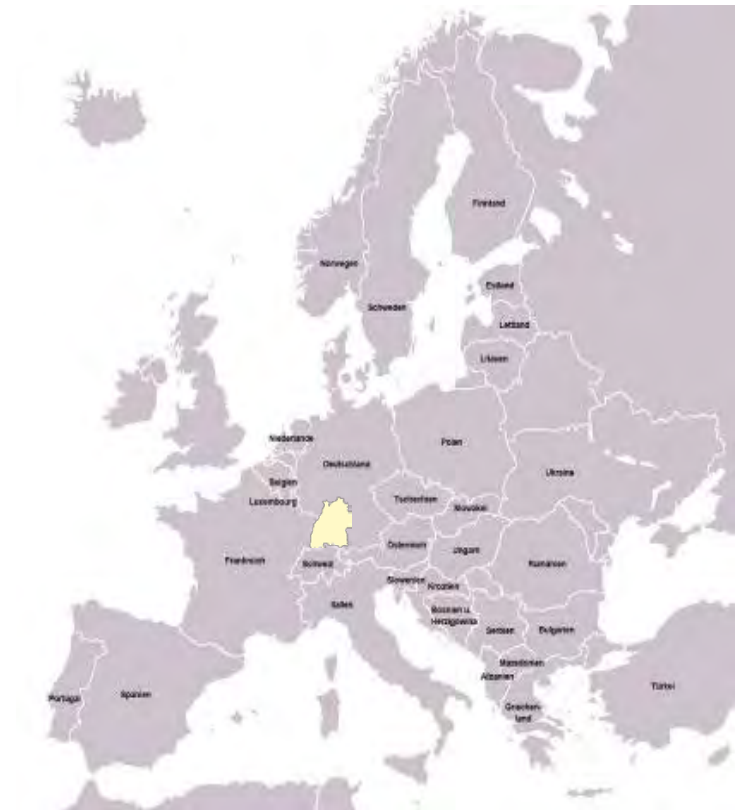 Finnland
Norwegen
Estland
Schweden
Lettland
Litauen
Niederlande
Polen
Deutschland
Ukraine
Belgien
Tschechien
Luxembourg
Slowakei
Österreich
Ungarn
Frankreich
Schweiz
Rumänien
Slowenien
Kroatien
Italien
Bosnien u.
Herzigowina
Serbien
Bulgarien
Mazedonien
Albanien
Türkei
Portugal
Spanien
Griechen-
land